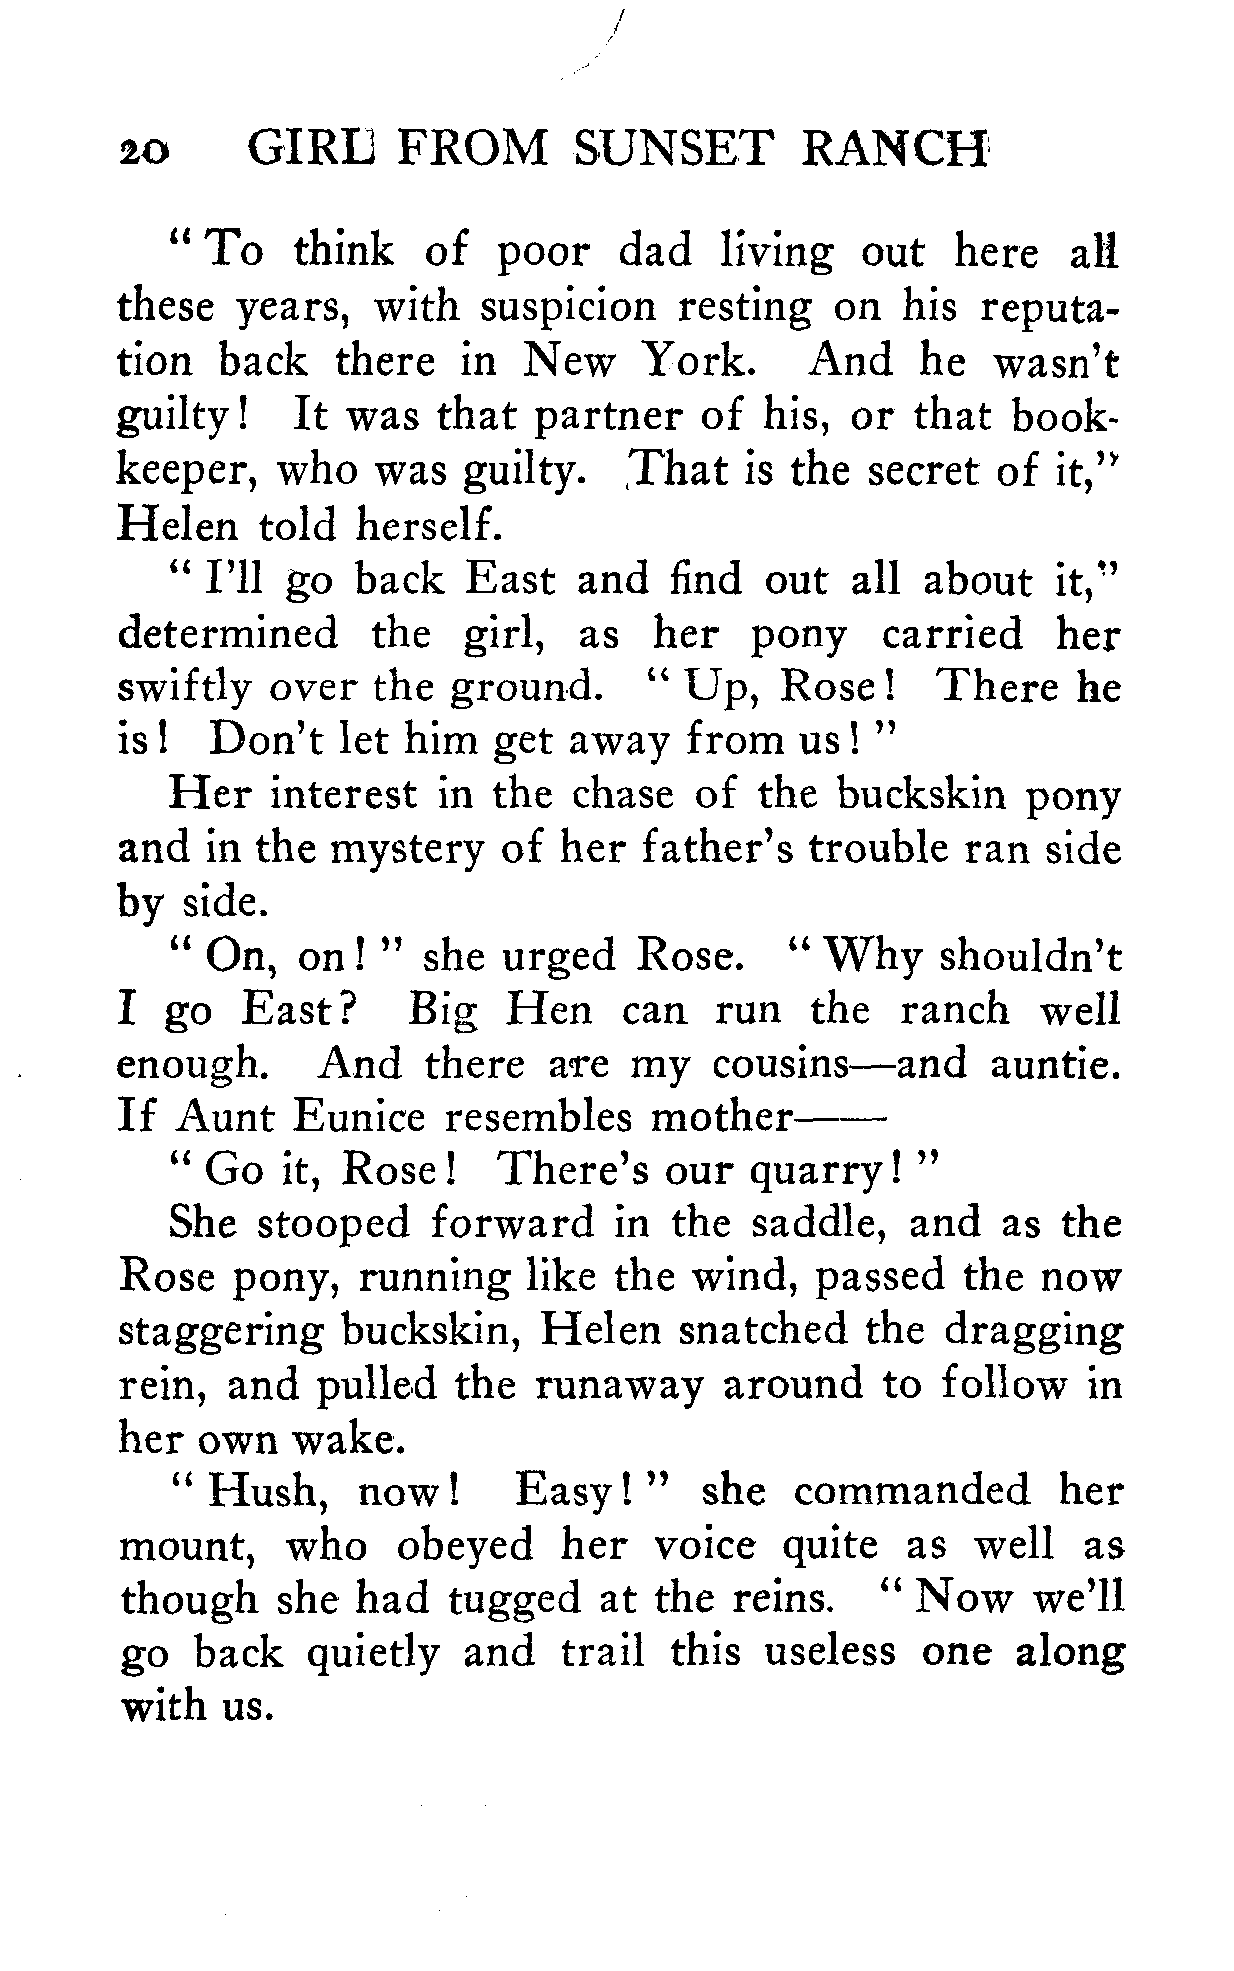 20 GIRL FROM SUNSET RANCH
" To think of poor dad living out here all
these years, with suspicion resting on his reputa-
tion back there in New York. And he wasn't
guilty! It was that partner of his, or that book-
keeper, who was guilty. That is the secret of it,"
Helen told herself.
" I'll go back East and find out all about it,"
determined the girl, as her pony carried her
swiftly over the ground. " Up, Rose! There he
is! Don't let him get away from us! "
Her interest in the chase of the buckskin pony
and in the mystery of her father's trouble ran side
by side.
" On, on! " she urged Rose. " Why shouldn't
I go East? Big Hen can run the ranch well
enough. And there are my cousins—and auntie.
If Aunt Eunice resembles mother——
" Go it, Rose! There's our quarry! "
She stooped forward in the saddle, and as the
Rose pony, running like the wind, passed the now
staggering buckskin, Helen snatched the dragging
rein, and pulled the runaway around to follow in
her own wake.
" Hush, now! Easy! " she commanded her
mount, who obeyed her voice quite as well as
though she had tugged at the reins. " Now we'll
go back quietly and trail this useless one along
with us.